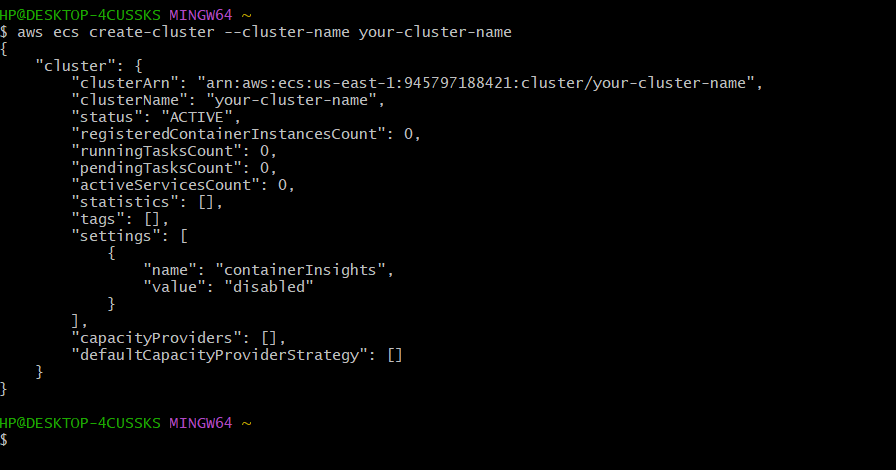 HP@DESKTOP-4CUSSKS MINGW64 ~
$ aws ecs create-cluster --cluster-name your-cluster-name
{
    "cluster": {
        "clusterArn": "arn:aws:ecs:us-east-1:945797188421:cluster/your-cluster-name",
        "clusterName": "your-cluster-name",
        "status": "ACTIVE",
        "registeredContainerInstancesCount": 0,
        "runningTasksCount": 0,
        "pendingTasksCount": 0,
        "activeServicesCount": 0,
        "statistics": [],
        "tags": [],
        "settings": [
            {
                "name": "containerInsights",
                "value": "disabled"
            }
        ],
        "capacityProviders": [],
        "defaultCapacityProviderStrategy": []
    }
}

HP@DESKTOP-4CUSSKS MINGW64 ~
$